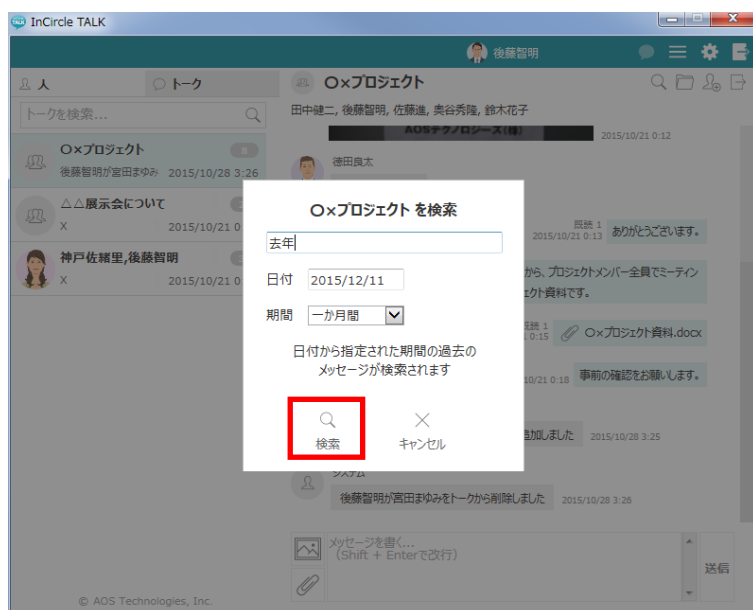 InCircle TALK
後藤智明
人
トーク
トークを検索...
○×プロジェクト
後藤智明が宮田まゆみ 2015/10/28 3:26
△△展示会について
X 2015/10/21 0
神戸佐緒里,後藤智明
X 2015/10/21 0
© AOS Technologies, Inc.
○×プロジェクト
田中健二, 後藤智明, 佐藤進, 奥谷秀隆, 鈴木花子
AOSテクノロジーズ(様)
2015/10/21 0:12
徳田良太
既読 1
2015/10/21 0:13 ありがとうございます。
から、プロジェクトメンバー全員でミーティン
ェクト資料です。
既読 1
0:15 ○×プロジェクト資料.docx
10/21 0:18 事前の確認をお願いします。
追加しました 2015/10/28 3:25
システム
後藤智明が宮田まゆみをトークから削除しました 2015/10/28 3:26
メッセージを書く...
(Shift + Enterで改行)
送信
○×プロジェクト を検索
去年
日付 2015/12/11
期間 一か月間
日付から指定された期間の過去の
メッセージが検索されます
検索
キャンセル